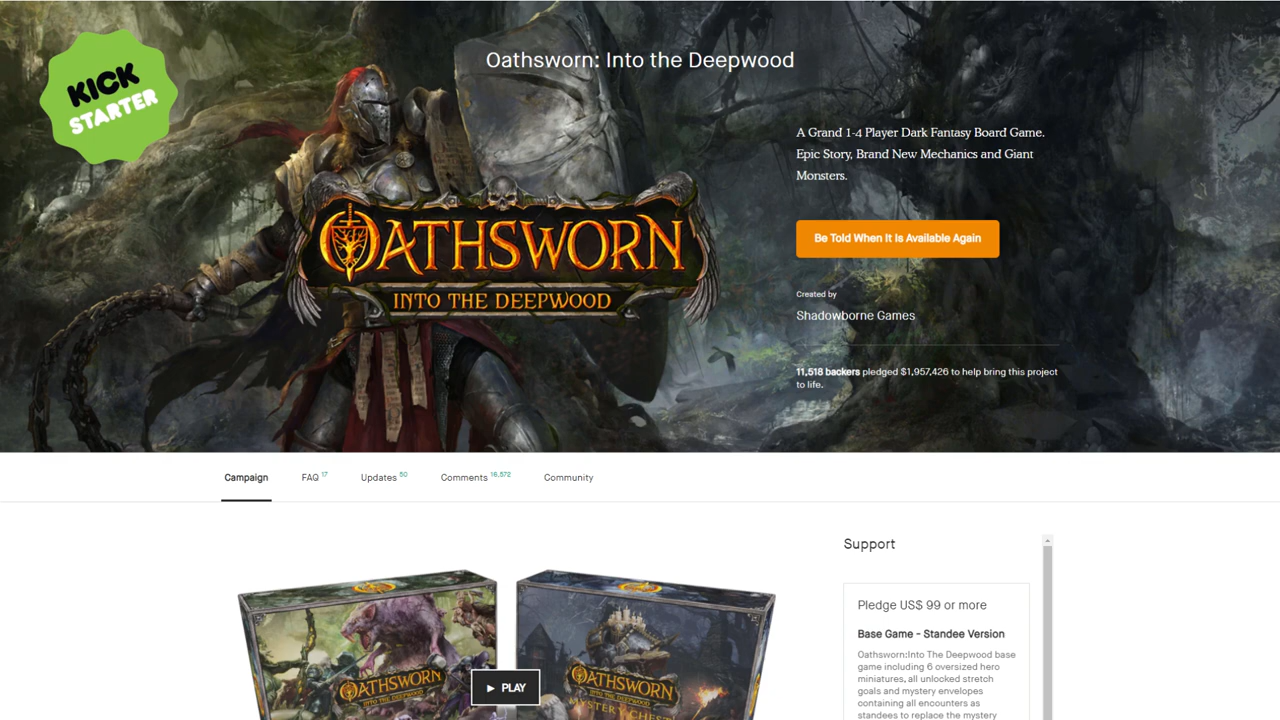 KICK
STARTER
Oathsworn: Into the Deepwood
A Grand 1-4 Player Dark Fantasy Board Game.
Epic Story, Brand New Mechanics and Giant
Monsters.
OATHSWORN
INTO THE DEEPWOOD
Be Told When It Is Available Again
Created by
Shadowborne Games
11,518 backers pledged $1,957,426 to help bring this project
to life.
Campaign
FAQ 17
Updates 50
Comments 16,572
Community
Support
Pledge US$ 99 or more
Base Game - Standee Version
Oathsworn:Into The Deepwood base
game including 6 oversized hero
miniatures, all unlocked stretch
goals and mystery envelopes
containing all encounters as
standees to replace the mystery
OATHSWORN
INTO THE DEEPWOOD
PLAY
OATHSWORN
INTO THE DEEPWOOD
MYSTERY CHEST